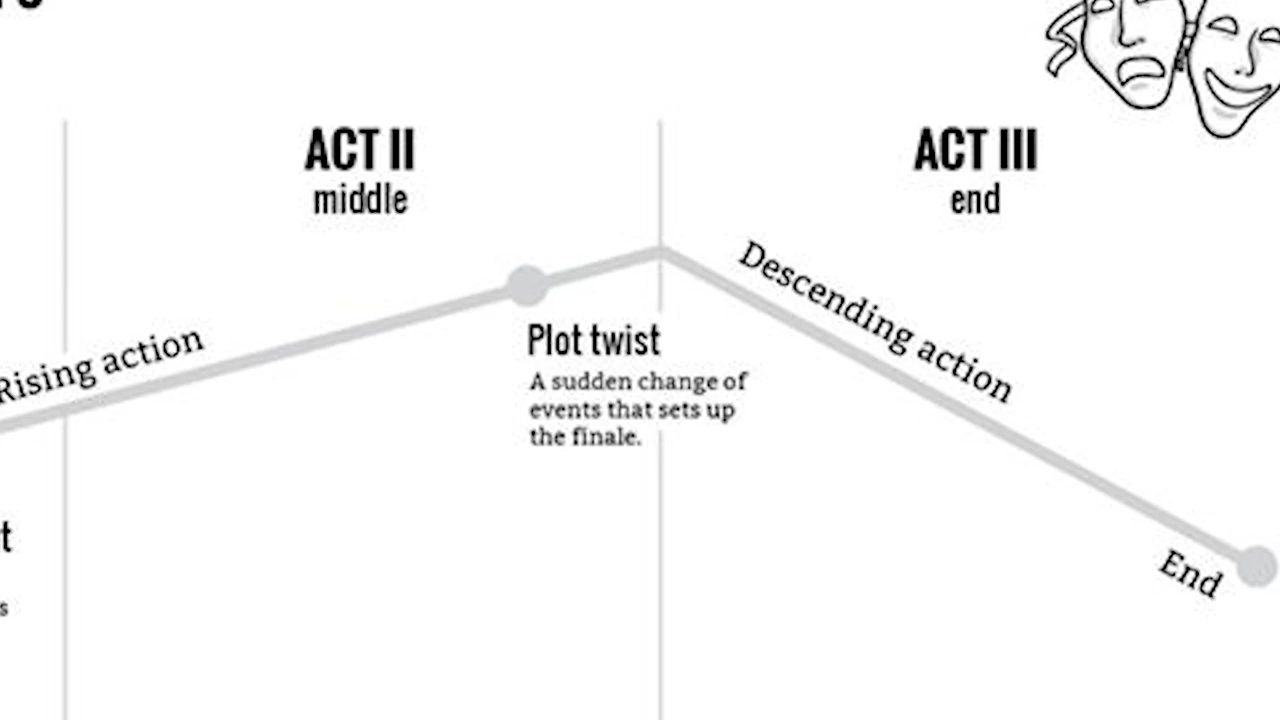 ACT II
middle
ACT III
end
Rising action
Descending action
Plot twist
A sudden change of
events that sets up
the finale.
End